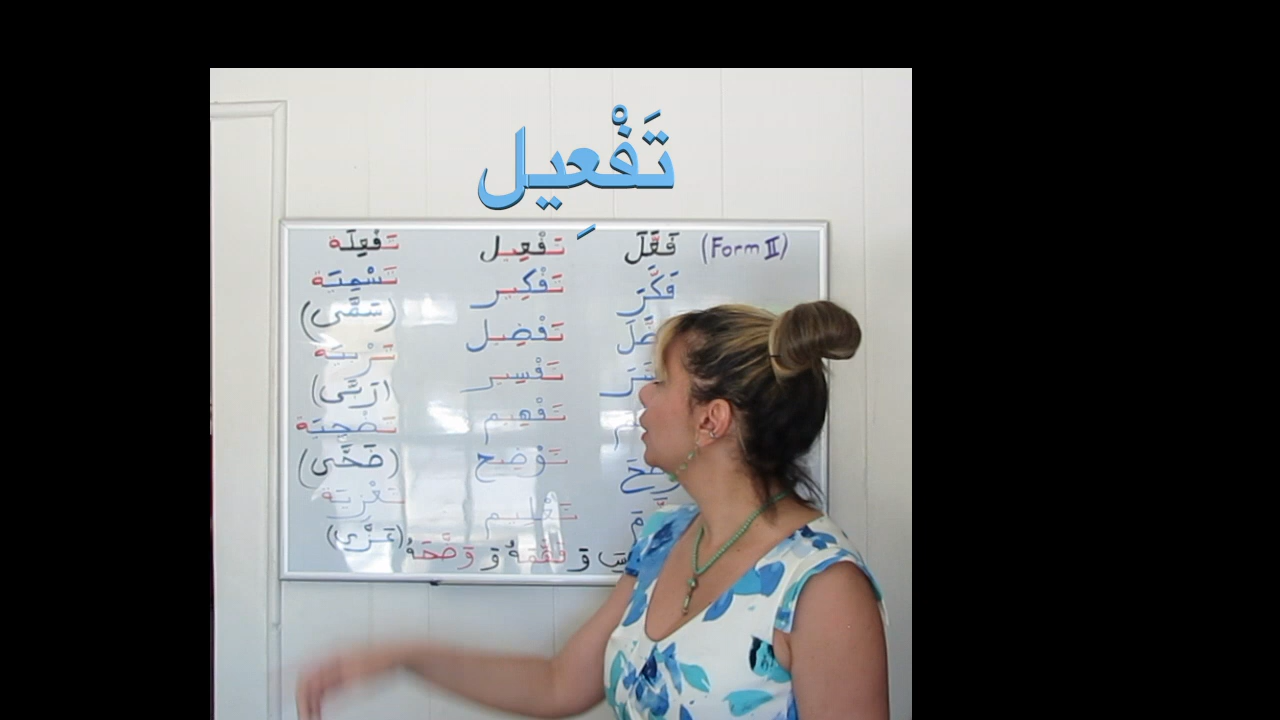 تَفْعِيل
(Form II) فَعَّلَ تَفْعِيل تَفْعِلَة
فَكَّرَ تَفْكِير تَسْمِيَة
(سَمَّى)
تَفْضِيل تَرْبِيَة
تَفْسِير (رَبَّى)
تَفْهِيم تَضْحِيَة
تَوْضِيح (ضَحَّى)
تَعْلِيم تَعْزِيَة
(عَزَّى)
وَ فَهَّمَهُ وَ وَضَّحَهُ